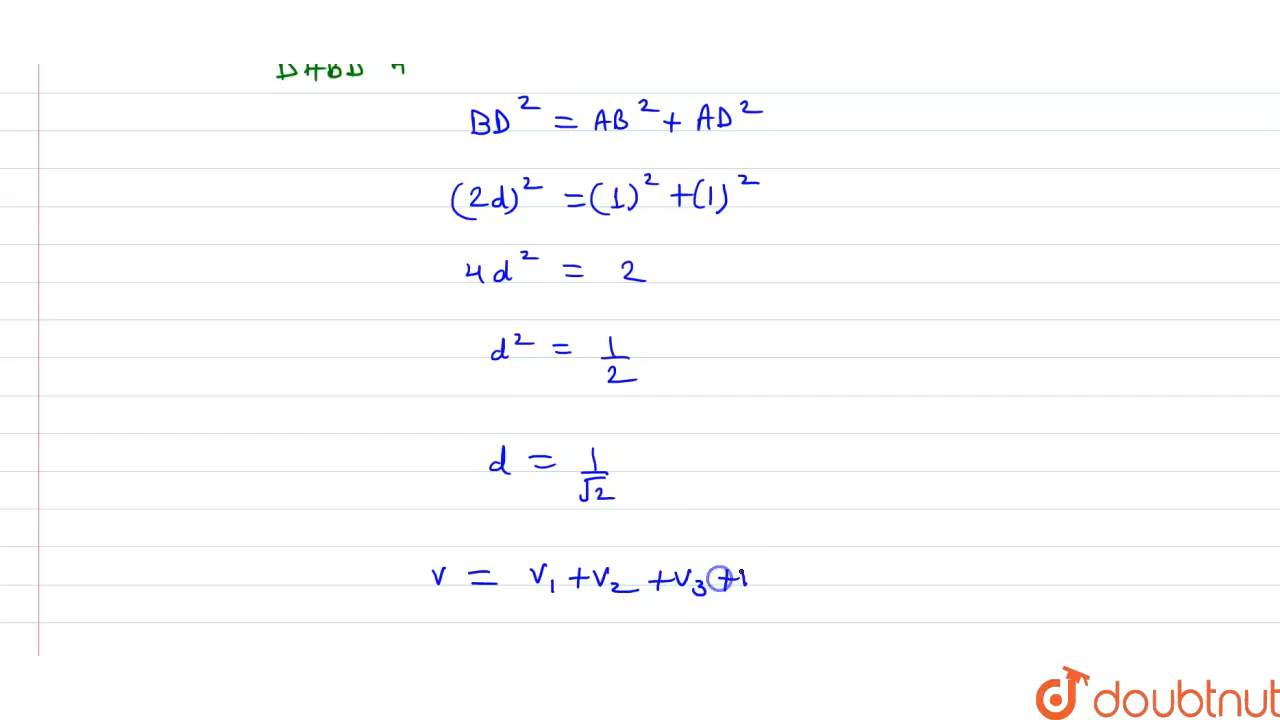 BD² = AB² + AD²
(2d)² = (1)² + (1)²
4d² = 2
d² = 1/2
d = 1/√2
v = v₁ + v₂ + v₃ +
doubtnut